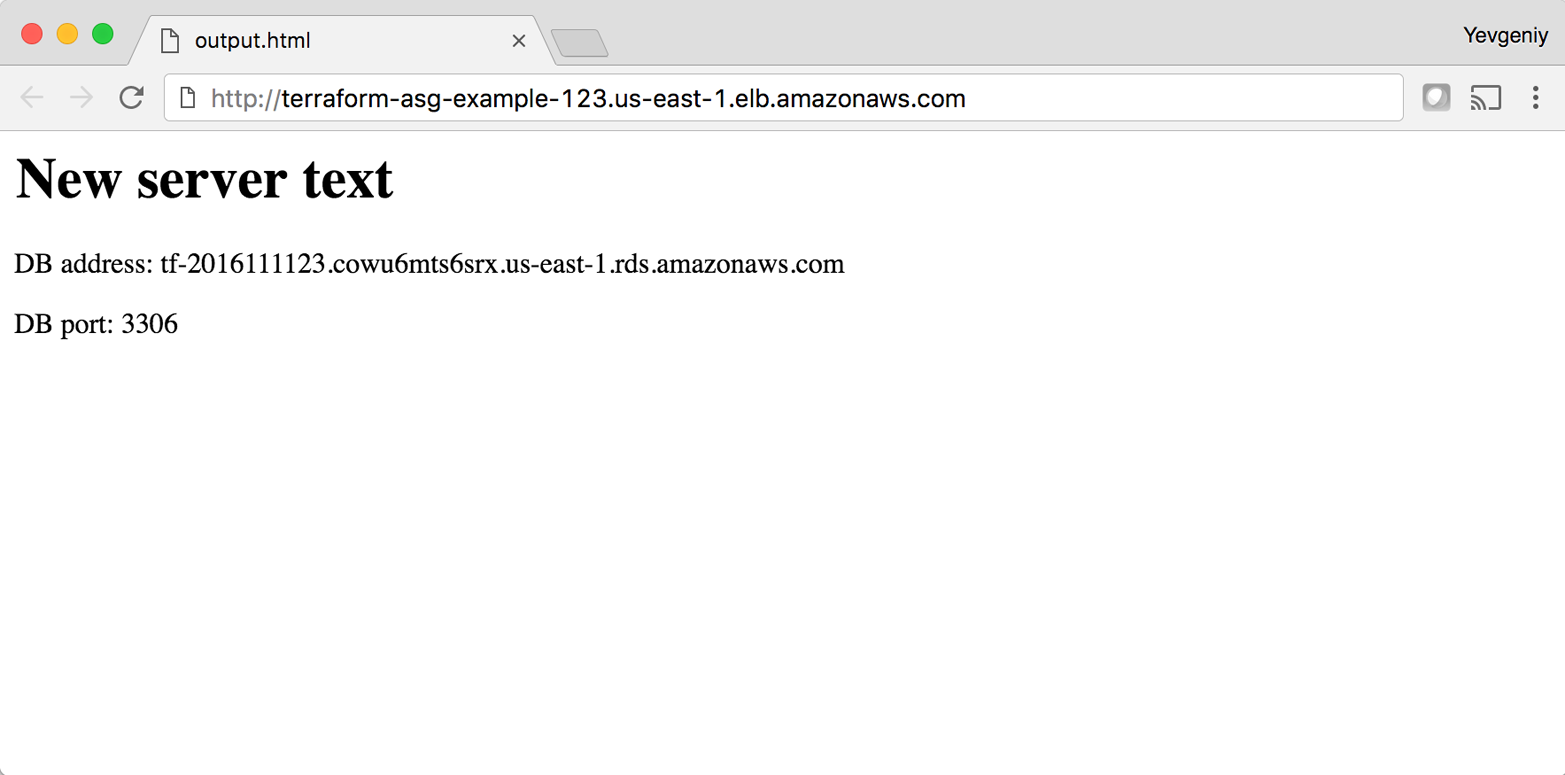 output.html
Yevgeniy
http://terraform-asg-example-123.us-east-1.elb.amazonaws.com
New server text
DB address: tf-2016111123.cowu6mts6srx.us-east-1.rds.amazonaws.com
DB port: 3306